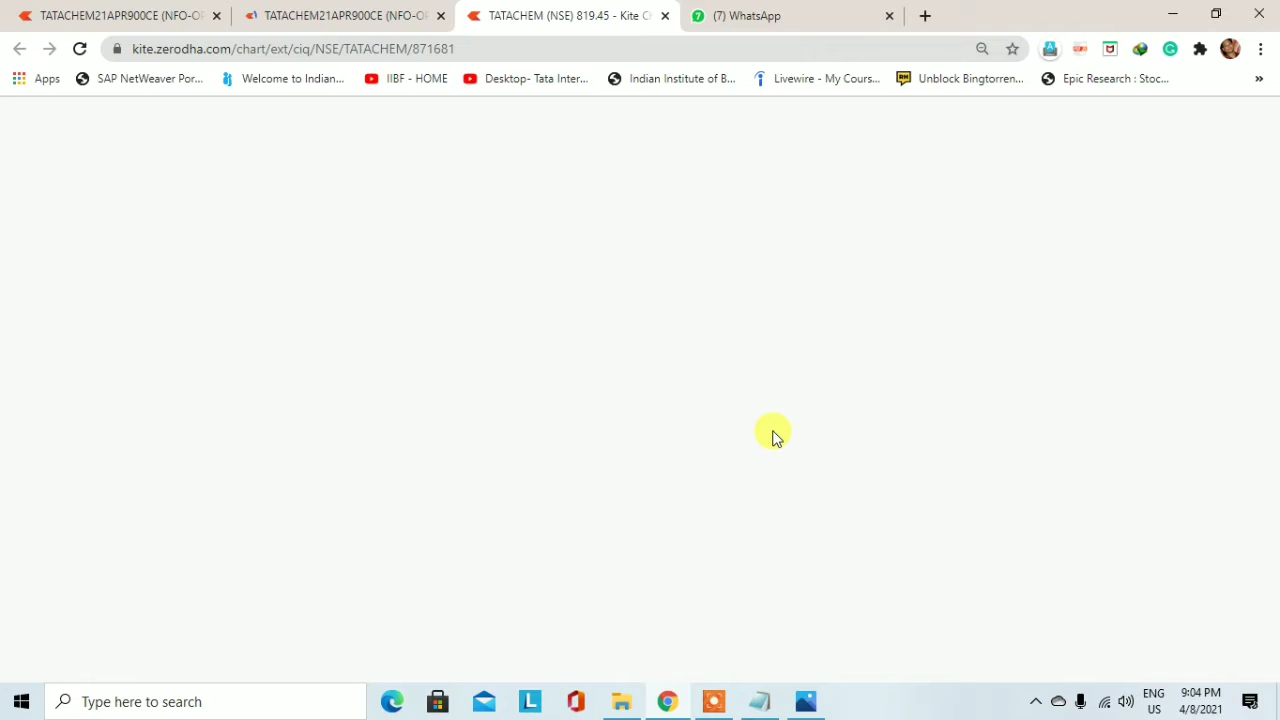 TATACHEM21APR900CE (NFO-OP
TATACHEM21APR900CE (NFO-OP
TATACHEM (NSE) 819.45 - Kite Ch
(7) WhatsApp
kite.zerodha.com/chart/ext/ciq/NSE/TATACHEM/871681
Apps
SAP NetWeaver Por...
Welcome to Indian...
IIBF - HOME
Desktop- Tata Inter...
Indian Institute of B...
Livewire - My Cours...
Unblock Bingtorren...
Epic Research : Stoc...
»
Type here to search
ENG
US
9:04 PM
4/8/2021